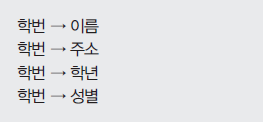 학번 → 이름
학번 → 주소
학번 → 학년
학번 → 성별